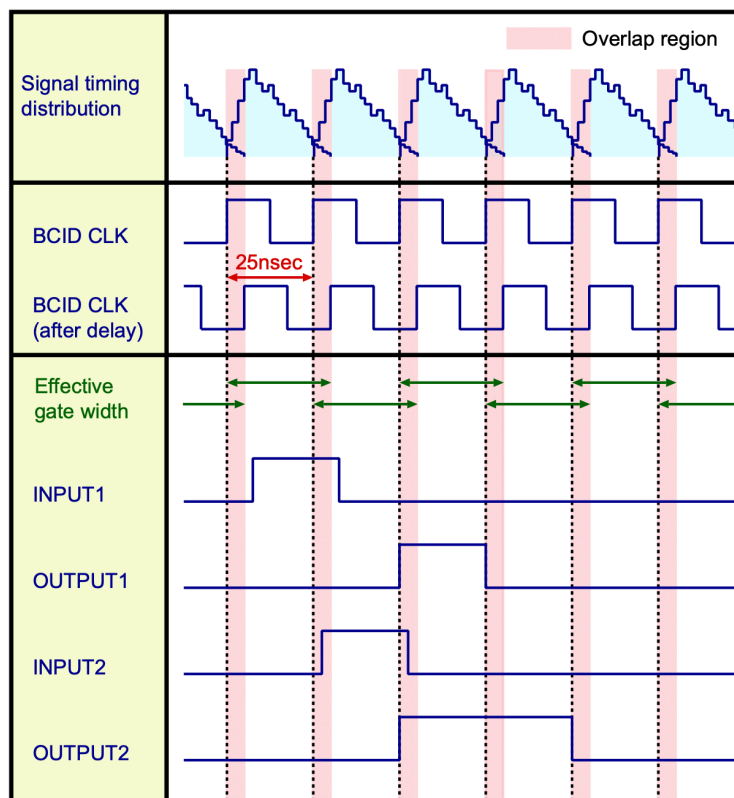 Overlap region
Signal timing
distribution
BCID CLK
25nsec
BCID CLK
(after delay)
Effective
gate width
INPUT1
OUTPUT1
INPUT2
OUTPUT2